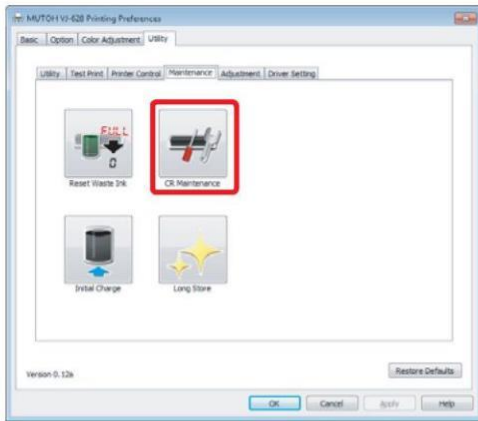 MUTOH VJ-628 Printing Preferences
Basic Option Color Adjustment Utility
Utility Test Print Printer Control Maintenance Adjustment Driver Setting
FULL
0
Reset Waste Ink CR Maintenance
Initial Charge Long Store
Version 0.12a Restore Defaults
OK Cancel Apply Help